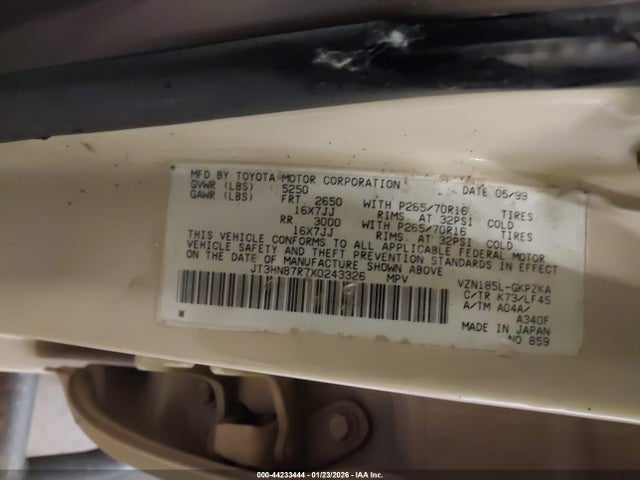 MFD BY TOYOTA MOTOR CORPORATION DATE 05/99
GVWR (LBS) 5250
GAWR (LBS) FRT 2650 WITH P265/70R16 TIRES
16X7JJ RIMS. AT 32PSI COLD
RR. 3000 WITH P265/70R16 TIRES
16X7JJ RIMS. AT 32PSI COLD
THIS VEHICLE CONFORMS TO ALL APPLICABLE FEDERAL MOTOR
VEHICLE SAFETY AND THEFT PREVENTION STANDARDS IN EFFECT
ON THE DATE OF MANUFACTURE SHOWN ABOVE
JT3HN87R7X0243326 MPV
VZN185L-GKPZKA
C/TR K73/LF45
A/TM A04A/
A340F
MADE IN JAPAN
NO 859
000-44233444 | 01/23/2026 - IAA Inc.